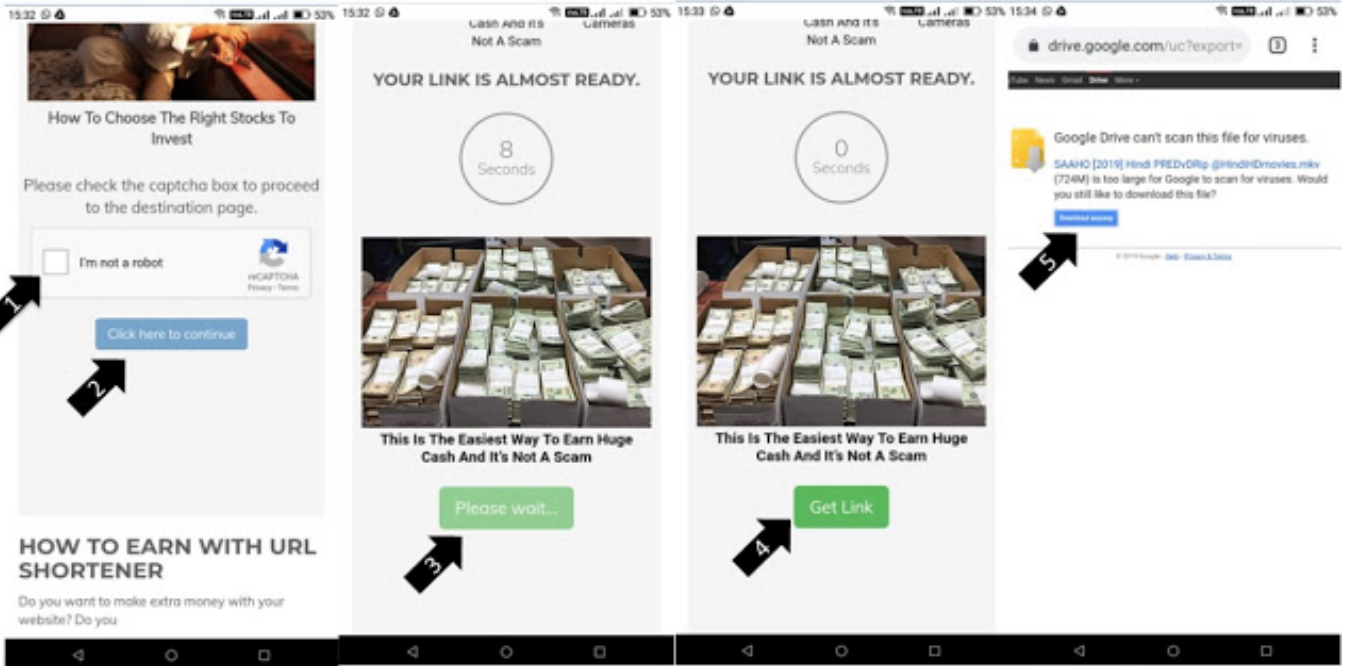 15:32
53%
How To Choose The Right Stocks To
Invest
Please check the captcha box to proceed
to the destination page.
I'm not a robot
reCAPTCHA
Privacy - Terms
1
Click here to continue
2
HOW TO EARN WITH URL
SHORTENER
Do you want to make extra money with your
website? Do you
15:32
53%
Cash And It's
Cameras
Not A Scam
YOUR LINK IS ALMOST READY.
8
Seconds
This Is The Easiest Way To Earn Huge
Cash And It's Not A Scam
Please wait...
3
15:33
53%
Cash And It's
Cameras
Not A Scam
YOUR LINK IS ALMOST READY.
0
Seconds
This Is The Easiest Way To Earn Huge
Cash And It's Not A Scam
Get Link
4
15:34
53%
drive.google.com/uc?export=
3
Tube News Gmail Drive More
Google Drive can't scan this file for viruses.
SAAHO [2019] Hindi PREDvDRip @HindiHDmovies.mkv
(724M) is too large for Google to scan for viruses. Would
you still like to download this file?
Download anyway
5
© 2019 Google - Help - Privacy & Terms